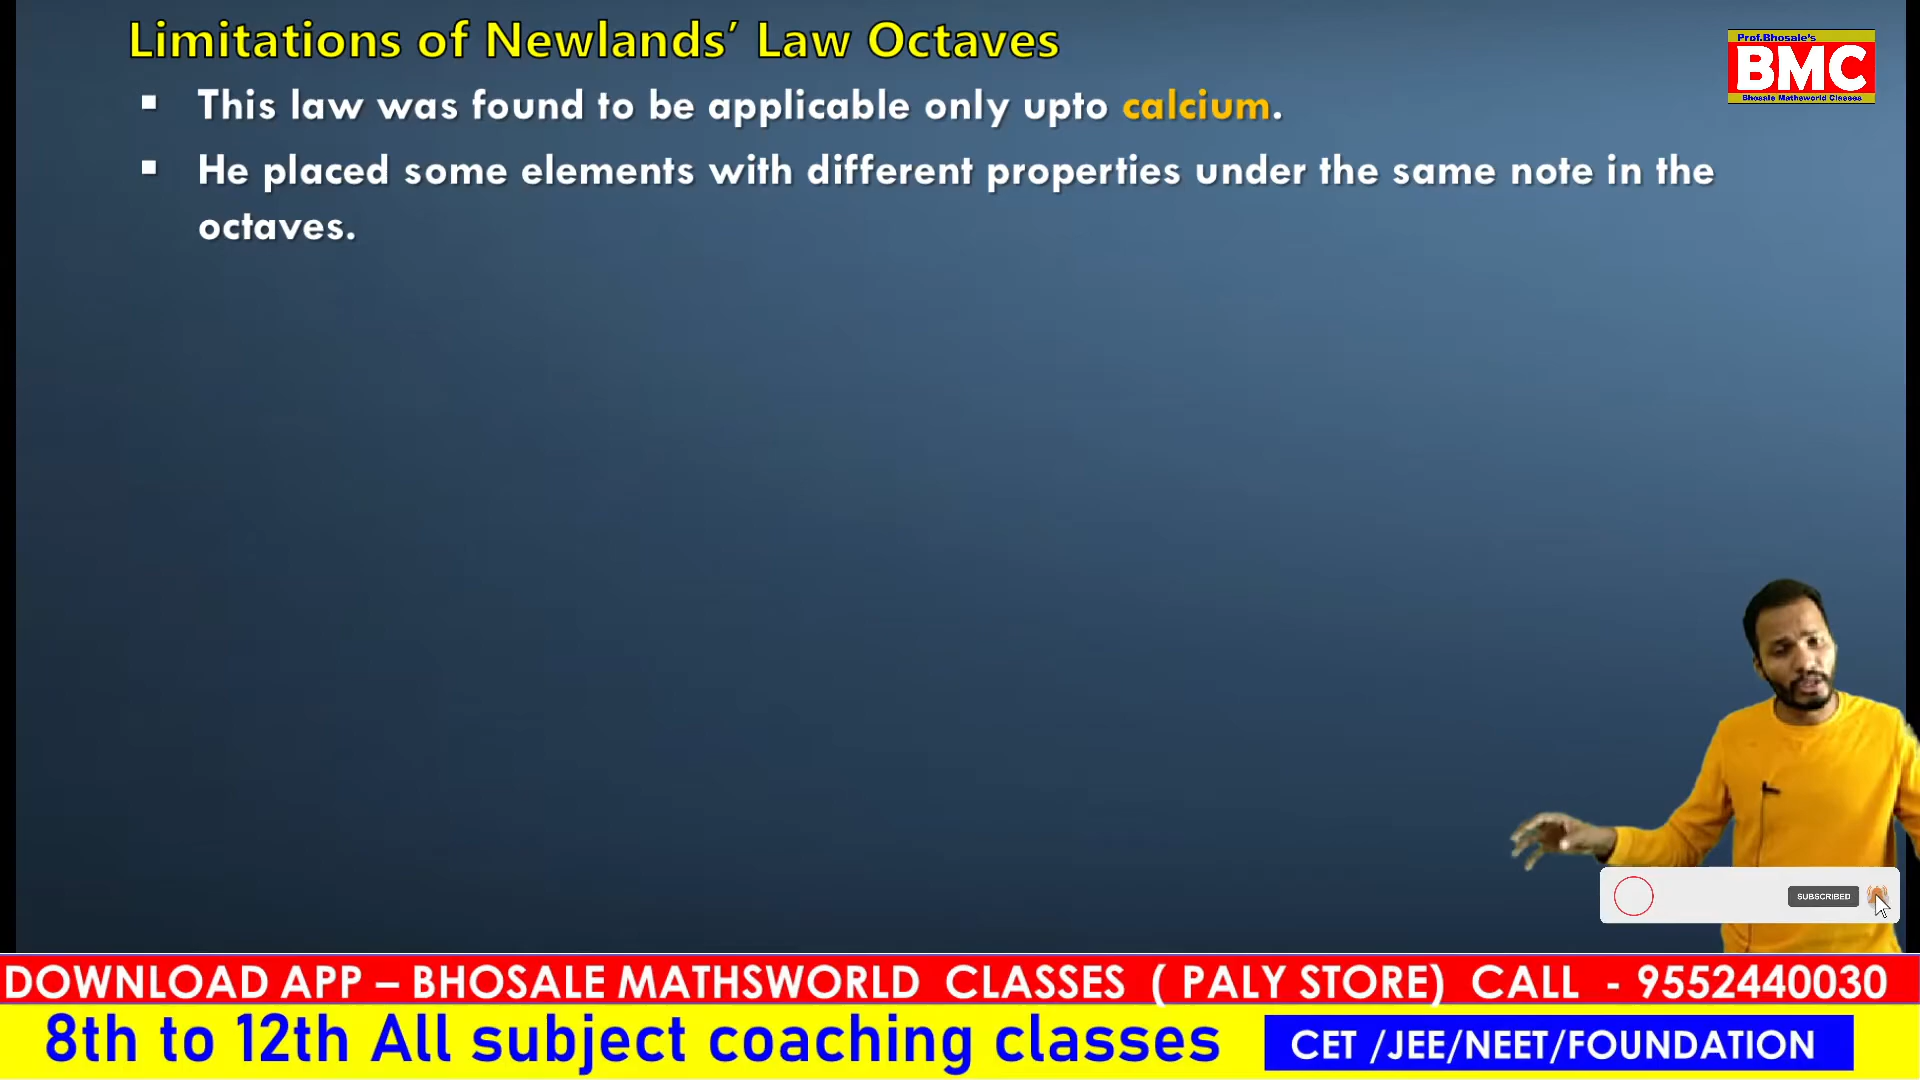 Limitations of Newlands’ Law Octaves
Prof.Bhosale's
BMC
Bhosale Mathsworld Classes
▪ This law was found to be applicable only upto calcium.
▪ He placed some elements with different properties under the same note in the
octaves.
SUBSCRIBED
DOWNLOAD APP – BHOSALE MATHSWORLD CLASSES ( PALY STORE) CALL - 9552440030
8th to 12th All subject coaching classes
CET /JEE/NEET/FOUNDATION